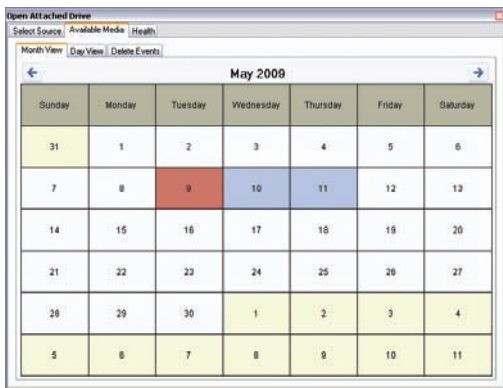 Open Attached Drive
Select Source Available Media Health
Month View Day View Delete Events
May 2009
Sunday Monday Tuesday Wednesday Thursday Friday Saturday
31 1 2 3 4 5 6
7 8 9 10 11 12 13
14 15 16 17 18 19 20
21 22 23 24 25 26 27
28 29 30 1 2 3 4
5 6 7 8 9 10 11